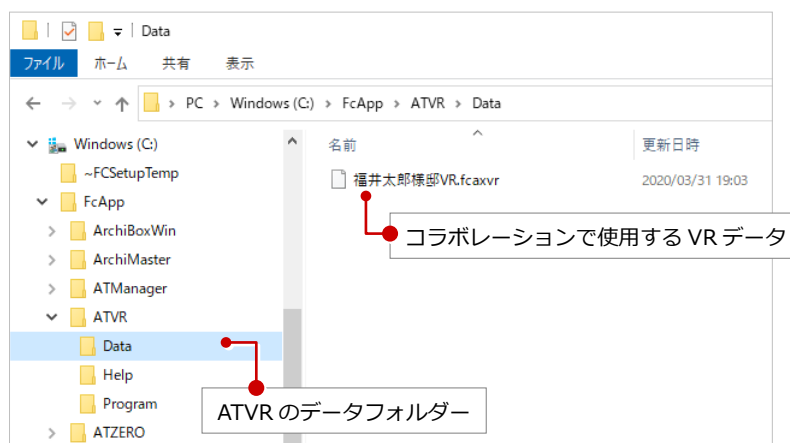 Data
ファイル ホーム 共有 表示
PC › Windows (C:) › FcApp › ATVR › Data
Windows (C:)
~FCSetupTemp
FcApp
ArchiBoxWin
ArchiMaster
ATManager
ATVR
Data
Help
Program
ATZERO
名前 更新日時
福井太郎様邸VR.fcaxvr 2020/03/31 19:03
コラボレーションで使用する VR データ
ATVR のデータフォルダー